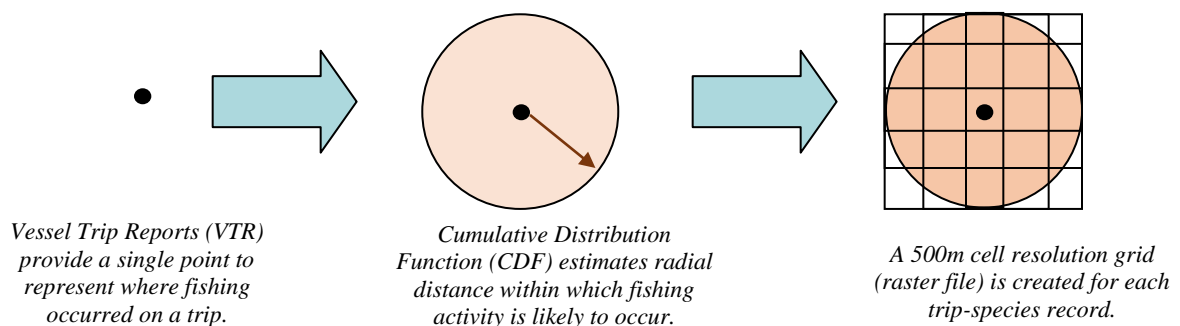 Vessel Trip Reports (VTR)
provide a single point to
represent where fishing
occurred on a trip.
Cumulative Distribution
Function (CDF) estimates radial
distance within which fishing
activity is likely to occur.
A 500m cell resolution grid
(raster file) is created for each
trip-species record.